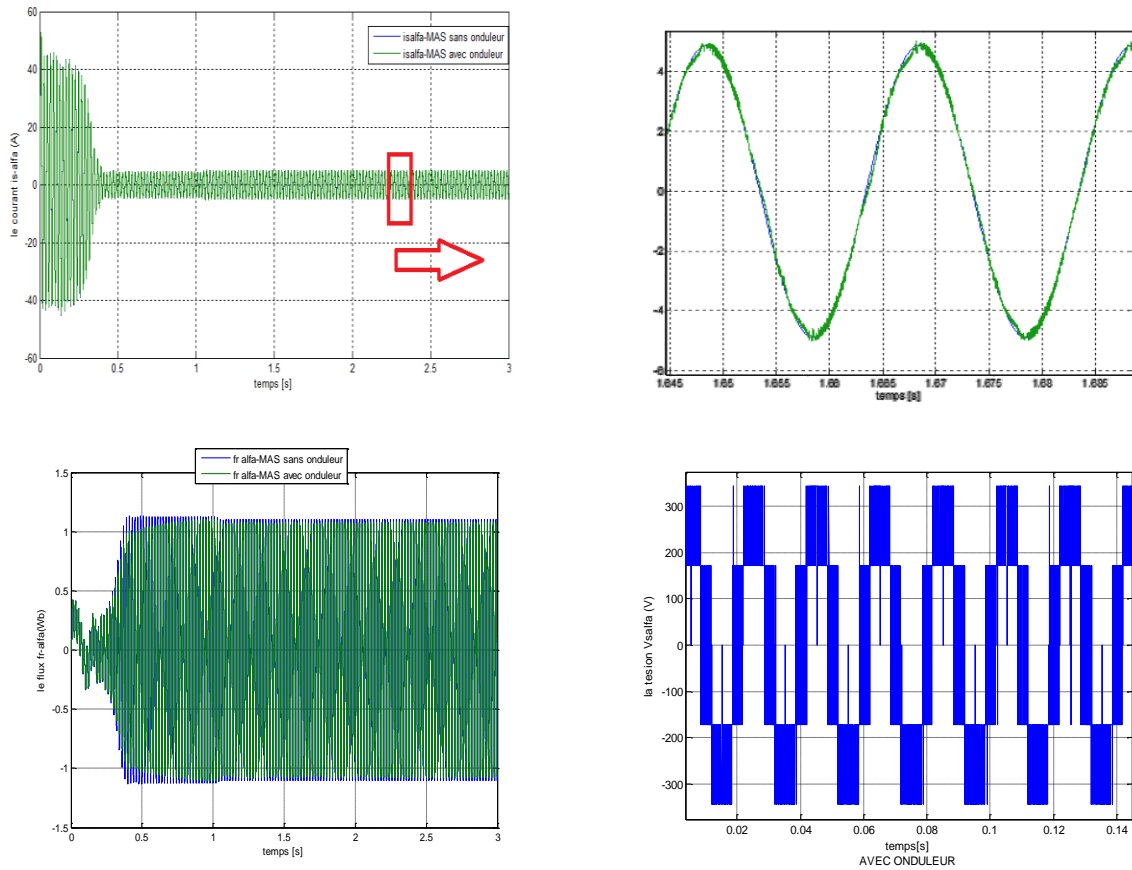 60
40
20
0
-20
-40
-60
le courant is-alfa (A)
isalfa-MAS sans onduleur
isalfa-MAS avec onduleur
0 0.5 1 1.5 2 2.5 3
temps [s]
4
2
0
-2
-4
-6
1.645 1.65 1.655 1.66 1.665 1.67 1.675 1.68 1.685
temps [s]
fr alfa-MAS sans onduleur
fr alfa-MAS avec onduleur
1.5
1
0.5
0
-0.5
-1
-1.5
le flux fr-alfa(Wb)
0 0.5 1 1.5 2 2.5 3
temps [s]
300
200
100
0
-100
-200
-300
la tesion Vsalfa (V)
0.02 0.04 0.06 0.08 0.1 0.12 0.14
temps[s]
AVEC ONDULEUR